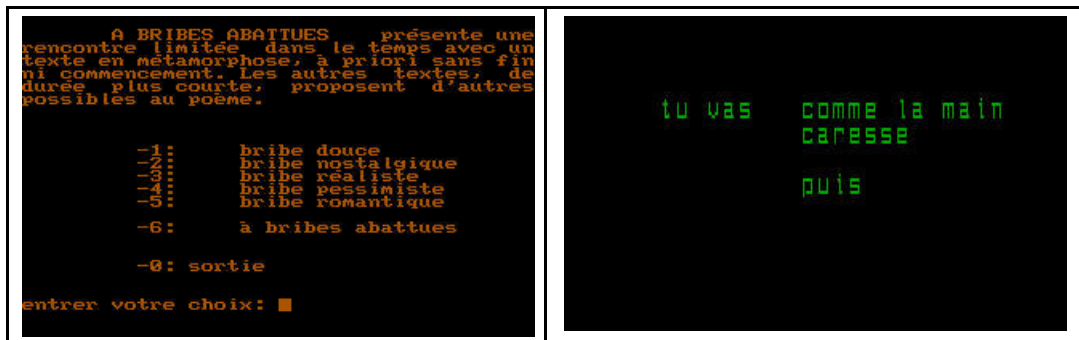 A BRIBES ABATTUES présente une
rencontre limitée dans le temps avec un
texte en métamorphose, à priori sans fin
ni commencement. Les autres textes, de
durée plus courte, proposent d'autres
possibles au poème.
-1: bribe douce
-2: bribe nostalgique
-3: bribe réaliste
-4: bribe pessimiste
-5: bribe romantique
-6: à bribes abattues
-0: sortie
entrer votre choix:
tu vas comme la main
caresse
puis